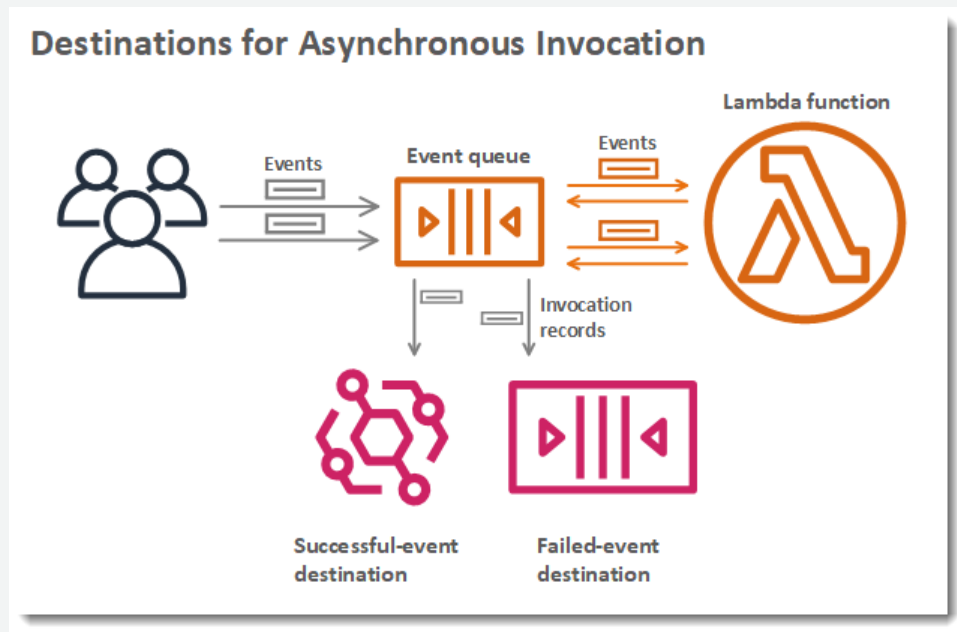 Destinations for Asynchronous Invocation
Lambda function
Events
Event queue
Events
Invocation
records
Successful-event
destination
Failed-event
destination